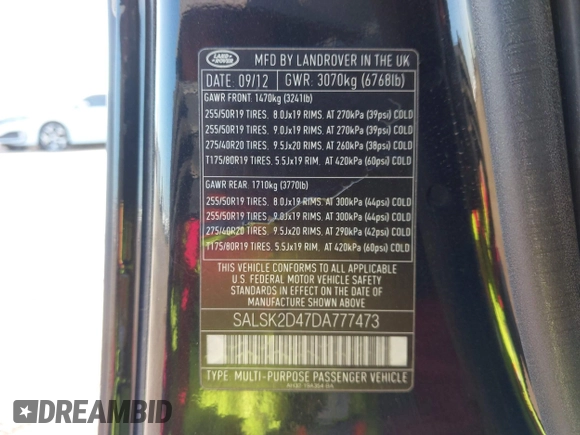 LAND-ROVER
MFD. BY LANDROVER IN THE UK
DATE: 09/12 GWR: 3070kg (6768lb)
GAWR FRONT: 1470kg (3241lb)
255/50R19 TIRES. 8.0Jx19 RIMS. AT 270kPa (39psi) COLD
255/50R19 TIRES. 9.0Jx19 RIMS. AT 270kPa (39psi) COLD
275/40R20 TIRES. 9.5Jx20 RIMS. AT 260kPa (38psi) COLD
T175/80R19 TIRES. 5.5Jx19 RIMS. AT 420kPa (60psi) COLD
GAWR REAR: 1710kg (3770lb)
255/50R19 TIRES. 8.0Jx19 RIMS. AT 300kPa (44psi) COLD
255/50R19 TIRES. 9.0Jx19 RIMS. AT 300kPa (44psi) COLD
275/40R20 TIRES. 9.5Jx20 RIMS. AT 290kPa (42psi) COLD
T175/80R19 TIRES. 5.5Jx19 RIM. AT 420kPa (60psi) COLD
THIS VEHICLE CONFORMS TO ALL APPLICABLE
U.S. FEDERAL MOTOR VEHICLE SAFETY
STANDARDS IN EFFECT ON THE DATE OF
MANUFACTURE SHOWN ABOVE.
SALSK2D47DA777473
TYPE: MULTI-PURPOSE PASSENGER VEHICLE
DREAMBID